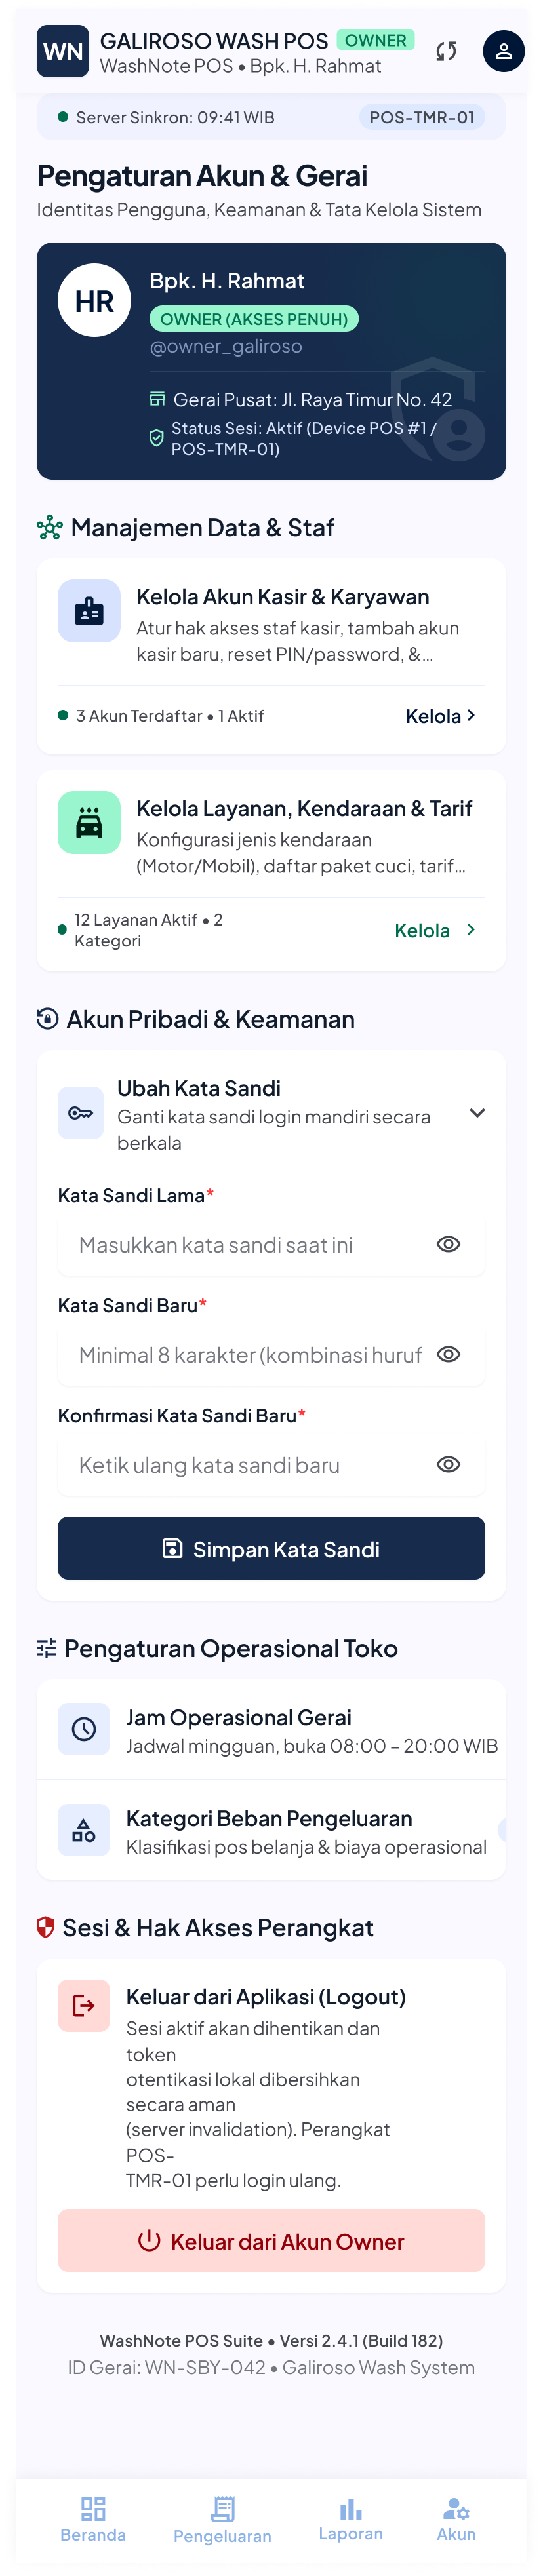 WN
GALIROSO WASH POS OWNER
WashNote POS • Bpk. H. Rahmat
Server Sinkron: 09:41 WIB
POS-TMR-01
Pengaturan Akun & Gerai
Identitas Pengguna, Keamanan & Tata Kelola Sistem
HR
Bpk. H. Rahmat
OWNER (AKSES PENUH)
@owner_galiroso
Gerai Pusat: Jl. Raya Timur No. 42
Status Sesi: Aktif (Device POS #1 /
POS-TMR-01)
Manajemen Data & Staf
Kelola Akun Kasir & Karyawan
Atur hak akses staf kasir, tambah akun
kasir baru, reset PIN/password, &...
3 Akun Terdaftar • 1 Aktif
Kelola
Kelola Layanan, Kendaraan & Tarif
Konfigurasi jenis kendaraan
(Motor/Mobil), daftar paket cuci, tarif...
12 Layanan Aktif • 2
Kategori
Kelola
Akun Pribadi & Keamanan
Ubah Kata Sandi
Ganti kata sandi login mandiri secara
berkala
Kata Sandi Lama*
Masukkan kata sandi saat ini
Kata Sandi Baru*
Minimal 8 karakter (kombinasi huruf
Konfirmasi Kata Sandi Baru*
Ketik ulang kata sandi baru
Simpan Kata Sandi
Pengaturan Operasional Toko
Jam Operasional Gerai
Jadwal mingguan, buka 08:00 – 20:00 WIB
Kategori Beban Pengeluaran
Klasifikasi pos belanja & biaya operasional
Sesi & Hak Akses Perangkat
Keluar dari Aplikasi (Logout)
Sesi aktif akan dihentikan dan
token
otentikasi lokal dibersihkan
secara aman
(server invalidation). Perangkat
POS-
TMR-01 perlu login ulang.
Keluar dari Akun Owner
WashNote POS Suite • Versi 2.4.1 (Build 182)
ID Gerai: WN-SBY-042 • Galiroso Wash System
Beranda
Pengeluaran
Laporan
Akun